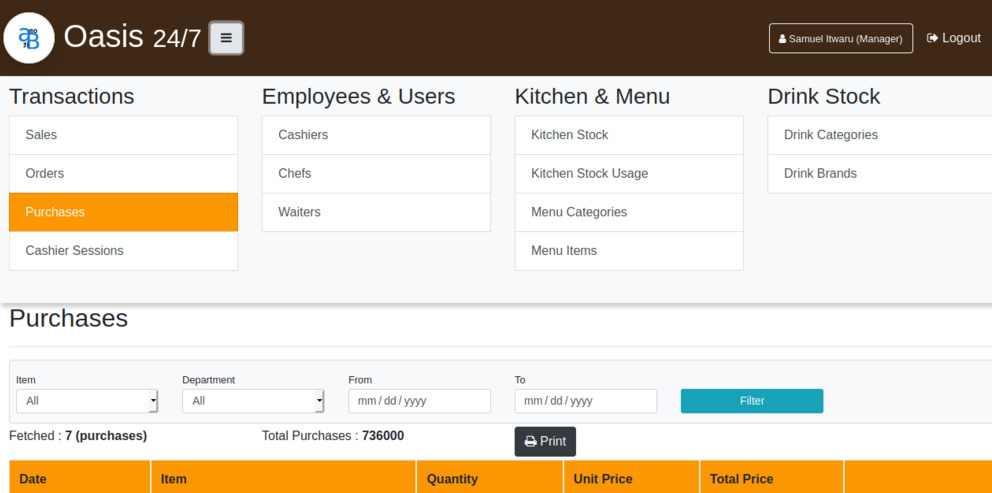 Oasis 24/7
Samuel Itwaru (Manager)
Logout
Transactions
Sales
Orders
Purchases
Cashier Sessions
Employees & Users
Cashiers
Chefs
Waiters
Kitchen & Menu
Kitchen Stock
Kitchen Stock Usage
Menu Categories
Menu Items
Drink Stock
Drink Categories
Drink Brands
Purchases
Item Department From To
All All mm / dd / yyyy mm / dd / yyyy Filter
Fetched : 7 (purchases) Total Purchases : 736000 Print
Date Item Quantity Unit Price Total Price